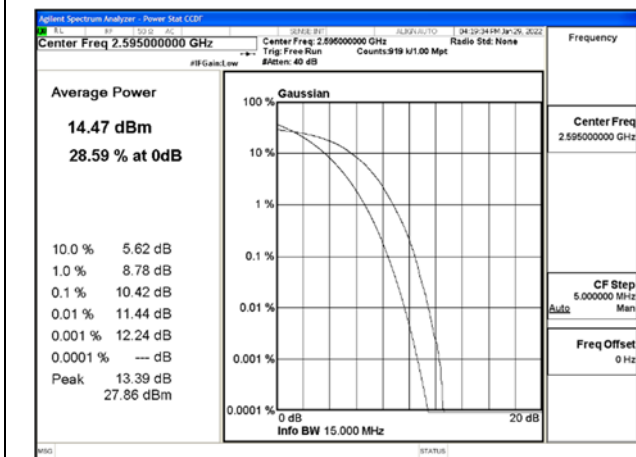 Agilent Spectrum Analyzer - Power Stat CCDF
RL RF 50 Ω AC SENSE:INT ALIGN AUTO 04:19:34 PM Jan 29, 2022
Center Freq 2.595000000 GHz
Center Freq: 2.595000000 GHz
Radio Std: None
Trig: Free Run Counts:919 k/1.00 Mpt
#IFGain:Low #Atten: 40 dB
Frequency
Average Power
14.47 dBm
28.59 % at 0dB
10.0 % 5.62 dB
1.0 % 8.78 dB
0.1 % 10.42 dB
0.01 % 11.44 dB
0.001 % 12.24 dB
0.0001 % --- dB
Peak 13.39 dB
27.86 dBm
Gaussian
100 %
10 %
1 %
0.1 %
0.01 %
0.001 %
0.0001 %
0 dB 20 dB
Info BW 15.000 MHz
Center Freq
2.595000000 GHz
CF Step
5.000000 MHz
Auto Man
Freq Offset
0 Hz
MSG STATUS